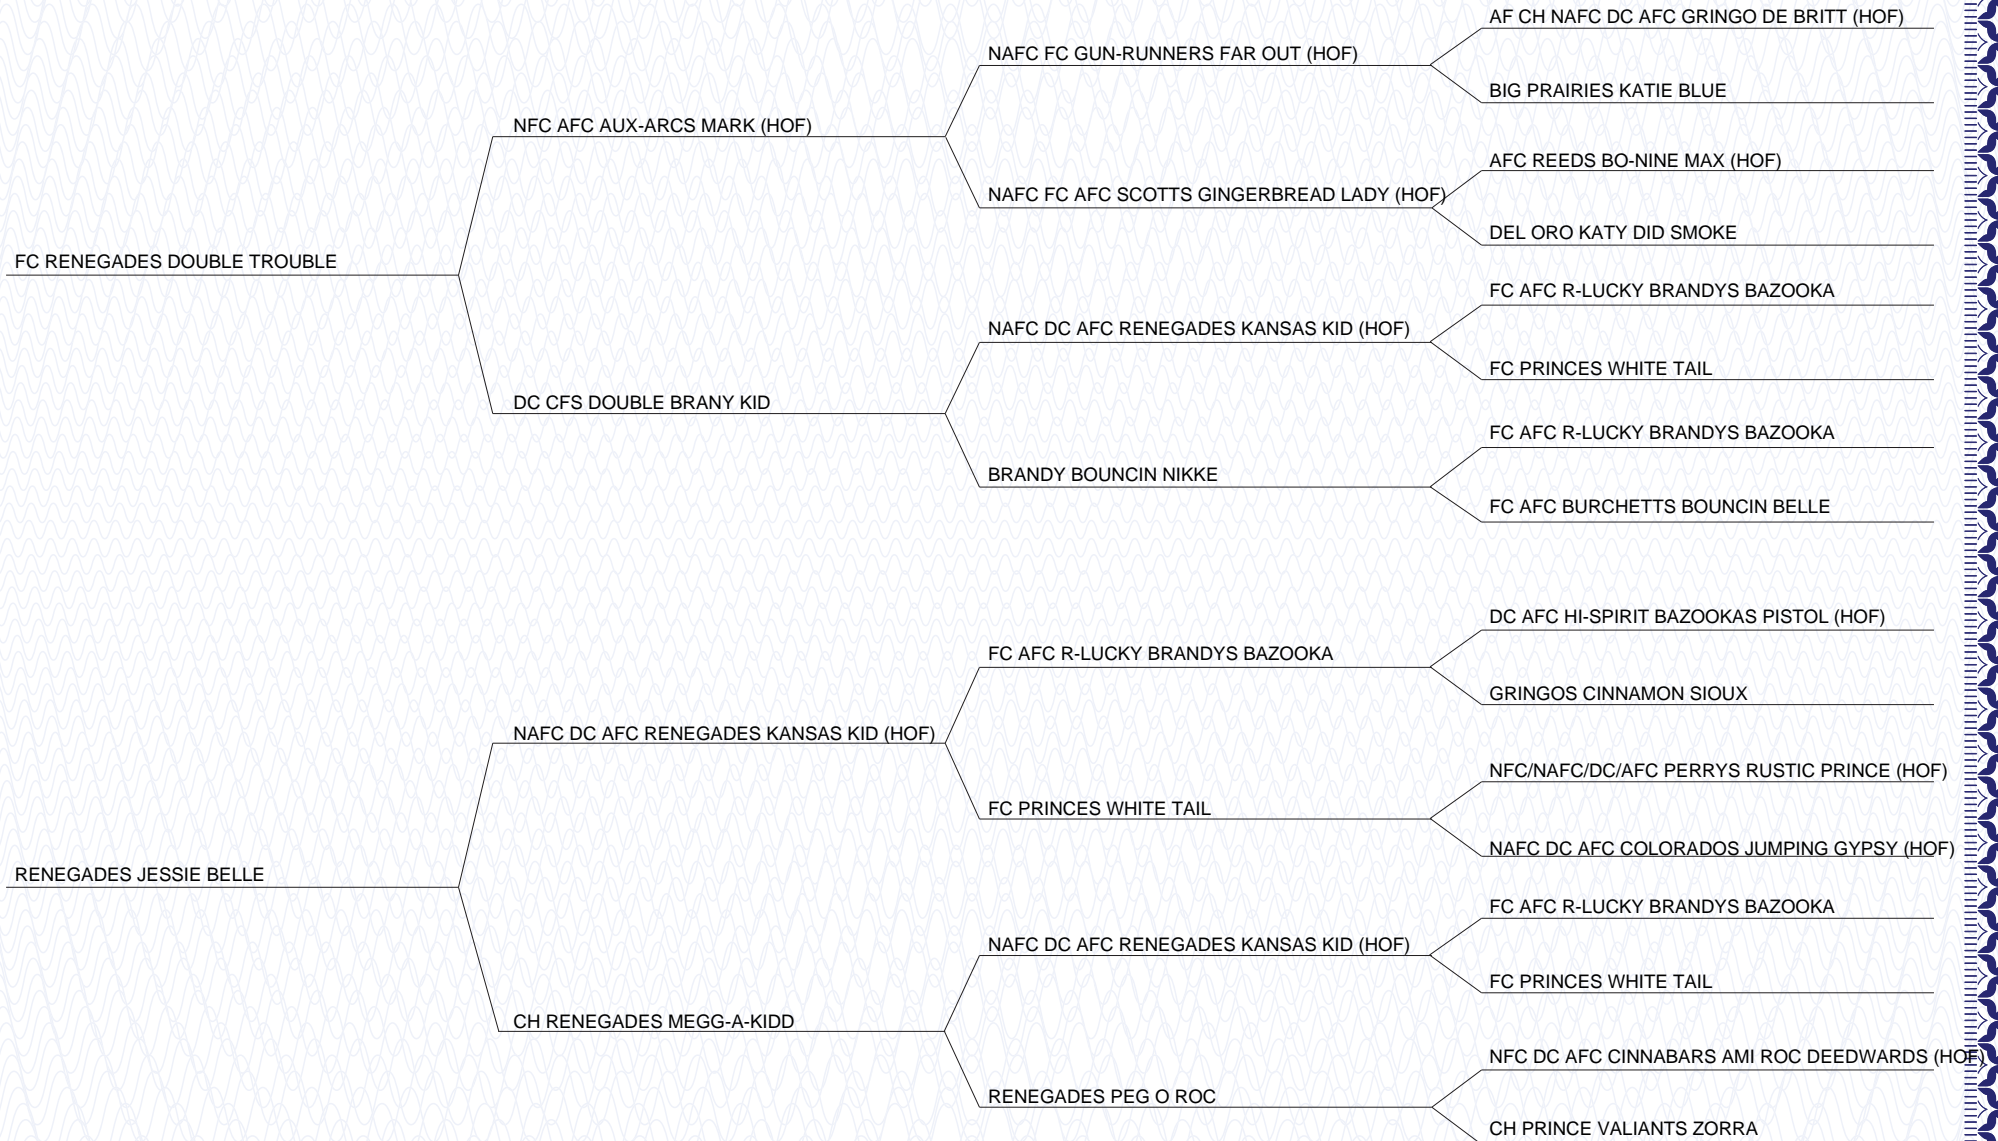 AF CH NAFC DC AFC GRINGO DE BRITT (HOF)
NAFC FC GUN-RUNNERS FAR OUT (HOF)
BIG PRAIRIES KATIE BLUE
NFC AFC AUX-ARCS MARK (HOF)
AFC REEDS BO-NINE MAX (HOF)
NAFC FC AFC SCOTTS GINGERBREAD LADY (HOF)
DEL ORO KATY DID SMOKE
FC RENEGADES DOUBLE TROUBLE
FC AFC R-LUCKY BRANDYS BAZOOKA
NAFC DC AFC RENEGADES KANSAS KID (HOF)
FC PRINCES WHITE TAIL
DC CFS DOUBLE BRANY KID
FC AFC R-LUCKY BRANDYS BAZOOKA
BRANDY BOUNCIN NIKKE
FC AFC BURCHETTS BOUNCIN BELLE
DC AFC HI-SPIRIT BAZOOKAS PISTOL (HOF)
FC AFC R-LUCKY BRANDYS BAZOOKA
GRINGOS CINNAMON SIOUX
NAFC DC AFC RENEGADES KANSAS KID (HOF)
NFC/NAFC/DC/AFC PERRYS RUSTIC PRINCE (HOF)
FC PRINCES WHITE TAIL
NAFC DC AFC COLORADOS JUMPING GYPSY (HOF)
RENEGADES JESSIE BELLE
FC AFC R-LUCKY BRANDYS BAZOOKA
NAFC DC AFC RENEGADES KANSAS KID (HOF)
FC PRINCES WHITE TAIL
CH RENEGADES MEGG-A-KIDD
NFC DC AFC CINNABARS AMI ROC DEEDWARDS (HOF)
RENEGADES PEG O ROC
CH PRINCE VALIANTS ZORRA